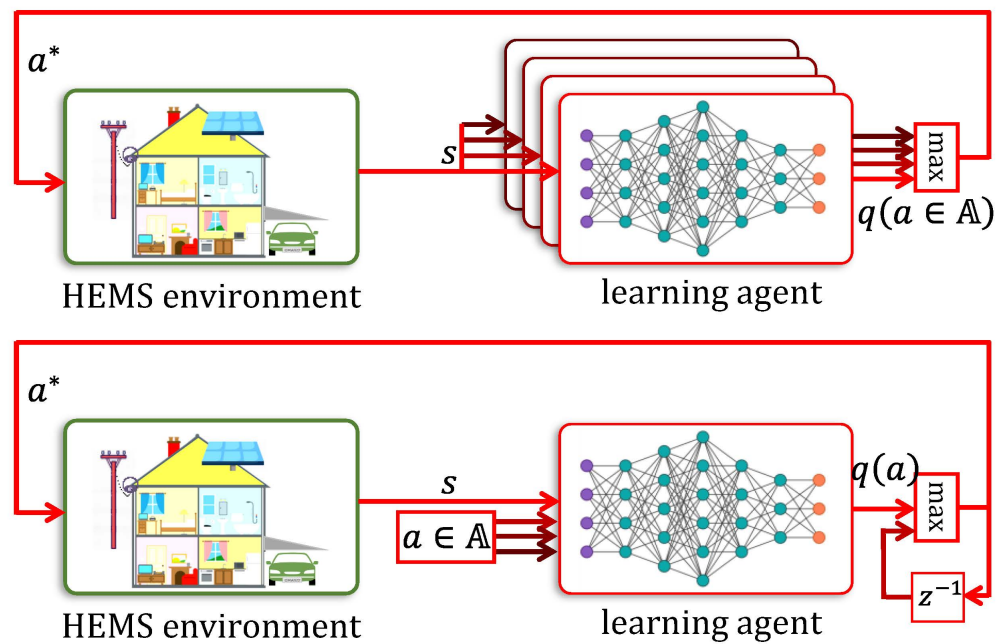 a*
s
max
q(a ∈ 𝔸)
HEMS environment
learning agent
a*
s
a ∈ 𝔸
q(a)
max
z⁻¹
HEMS environment
learning agent